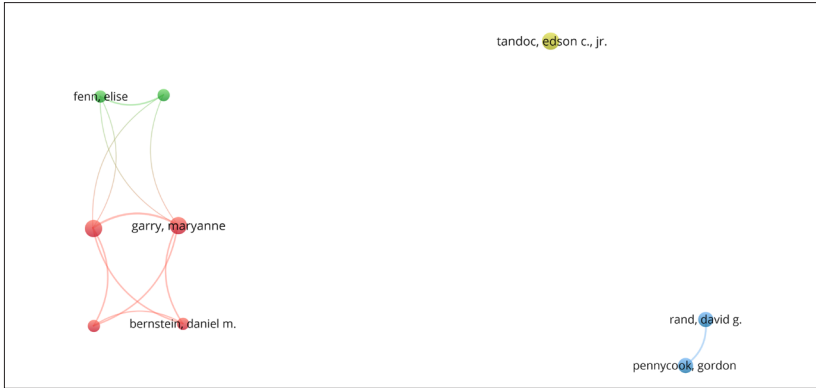 tandoc, edson c., jr.
fenn, elise
garry, maryanne
rand, david g.
bernstein, daniel m.
pennycook, gordon